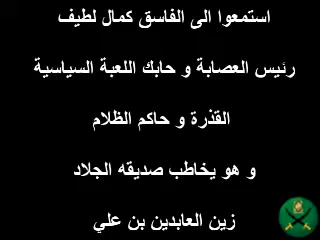 استمعوا الى الفاسق كمال لطيف
رئيس العصابة و حابك اللعبة السياسية
القذرة و حاكم الظلام
و هو يخاطب صديقه الجلاد
زين العابدين بن علي